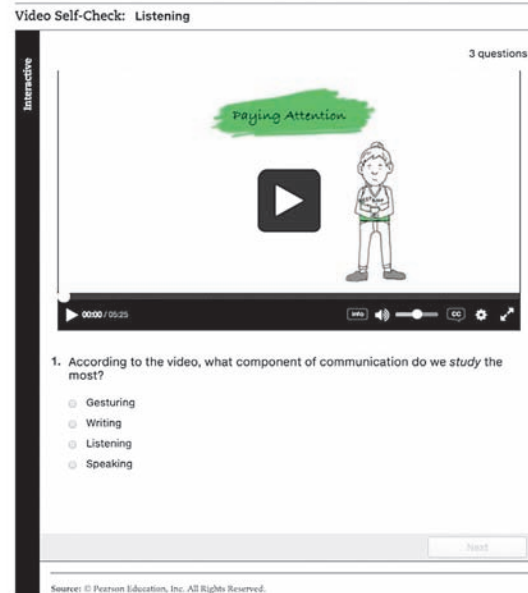 Video Self-Check: Listening
Interactive
3 questions
Paying Attention
00:00 / 05:25
Info
CC
1. According to the video, what component of communication do we study the
most?
Gesturing
Writing
Listening
Speaking
Next
Source: © Pearson Education, Inc. All Rights Reserved.